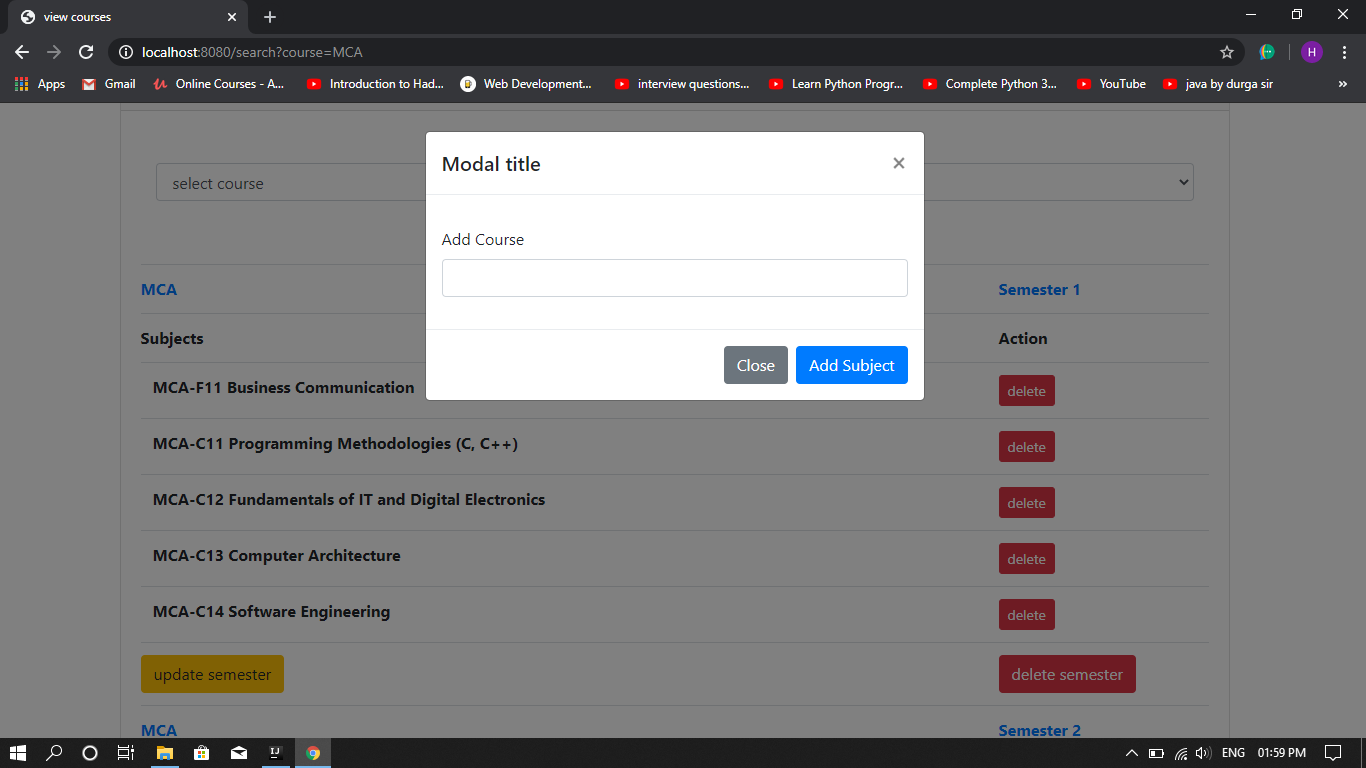 view courses
localhost:8080/search?course=MCA
H
Apps Gmail Online Courses - A... Introduction to Had... Web Development... interview questions... Learn Python Progr... Complete Python 3... YouTube java by durga sir »
Modal title ×
select course
Add Course
MCA Semester 1
Subjects Action
Close Add Subject
MCA-F11 Business Communication delete
MCA-C11 Programming Methodologies (C, C++) delete
MCA-C12 Fundamentals of IT and Digital Electronics delete
MCA-C13 Computer Architecture delete
MCA-C14 Software Engineering delete
update semester delete semester
MCA Semester 2
IJ ENG 01:59 PM